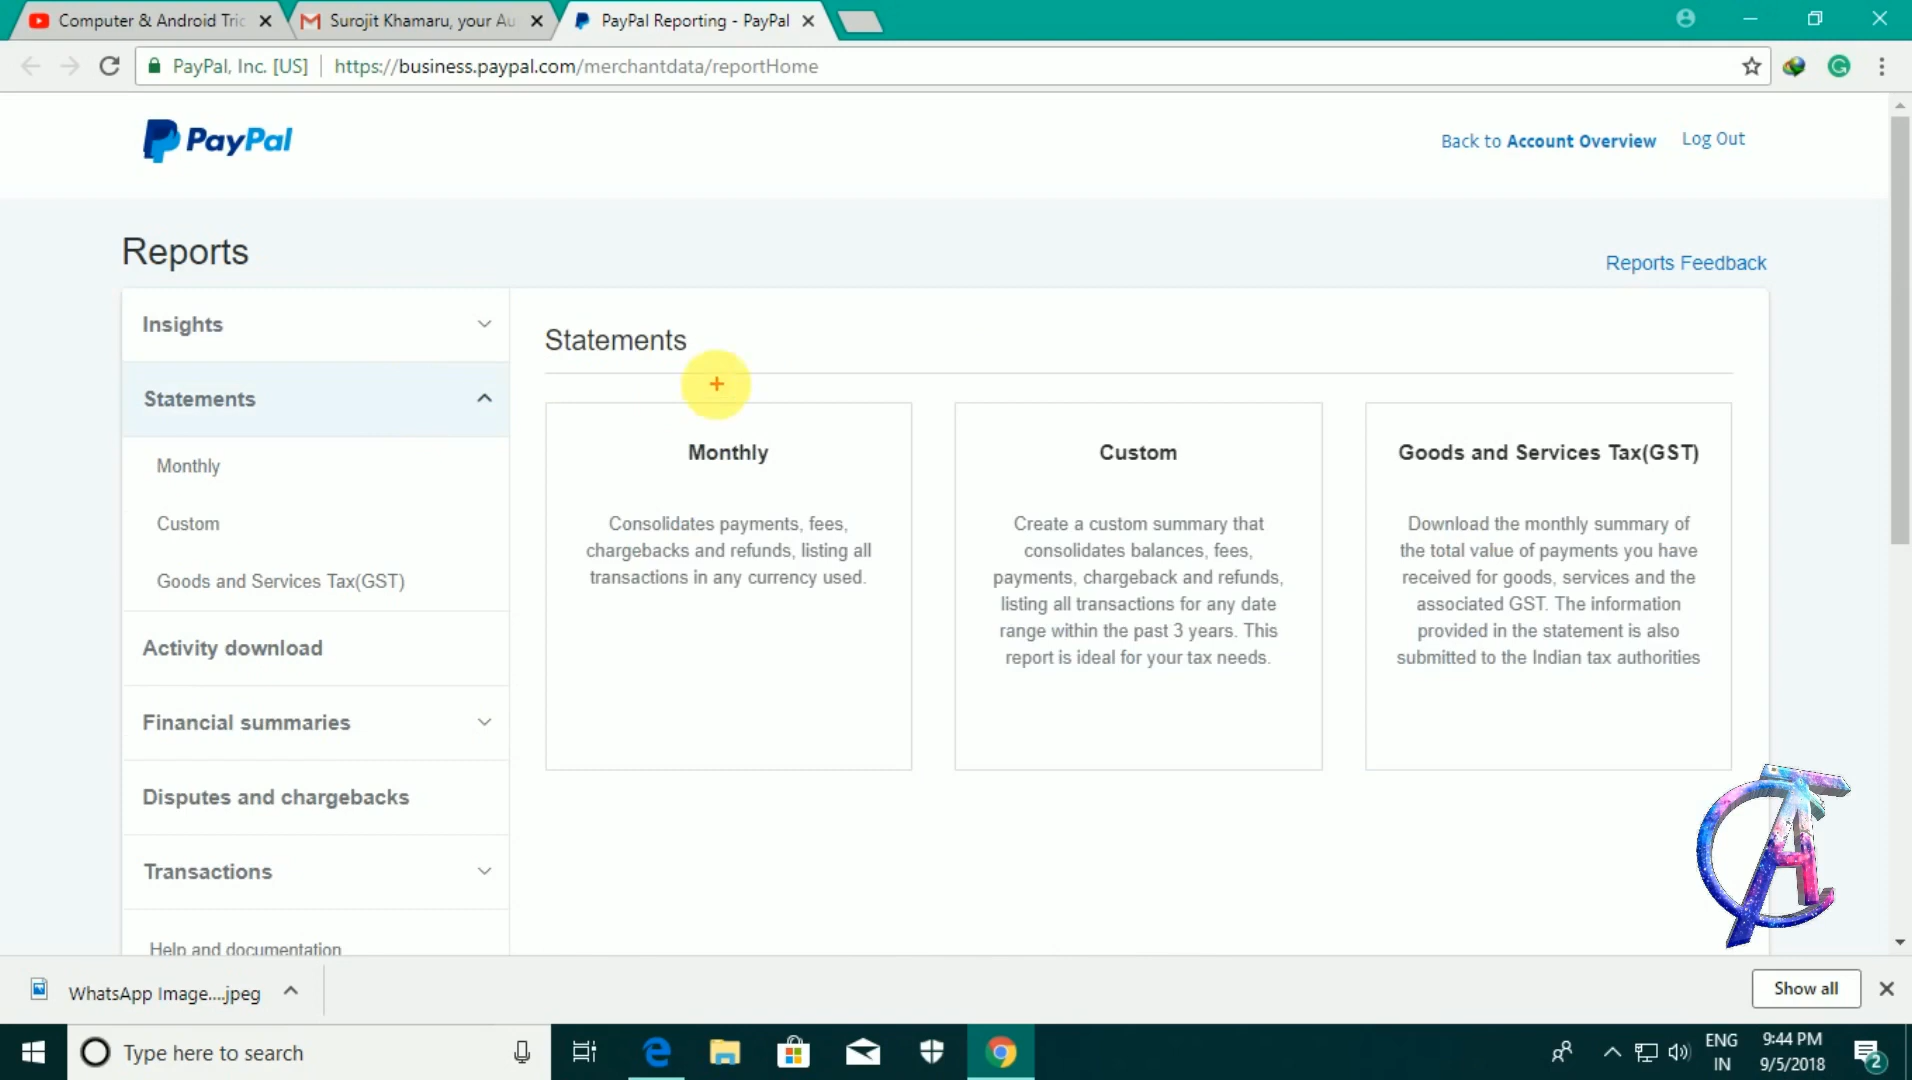 Computer & Android Tric
Surojit Khamaru, your Au
PayPal Reporting - PayPal
PayPal, Inc. [US]
https://business.paypal.com/merchantdata/reportHome
PayPal
Back to Account Overview
Log Out
Reports
Reports Feedback
Insights
Statements
Monthly
Custom
Goods and Services Tax(GST)
Activity download
Financial summaries
Disputes and chargebacks
Transactions
Help and documentation
Statements
Monthly
Consolidates payments, fees,
chargebacks and refunds, listing all
transactions in any currency used.
Custom
Create a custom summary that
consolidates balances, fees,
payments, chargeback and refunds,
listing all transactions for any date
range within the past 3 years. This
report is ideal for your tax needs.
Goods and Services Tax(GST)
Download the monthly summary of
the total value of payments you have
received for goods, services and the
associated GST. The information
provided in the statement is also
submitted to the Indian tax authorities
WhatsApp Image....jpeg
Show all
Type here to search
ENG
IN
9:44 PM
9/5/2018
2